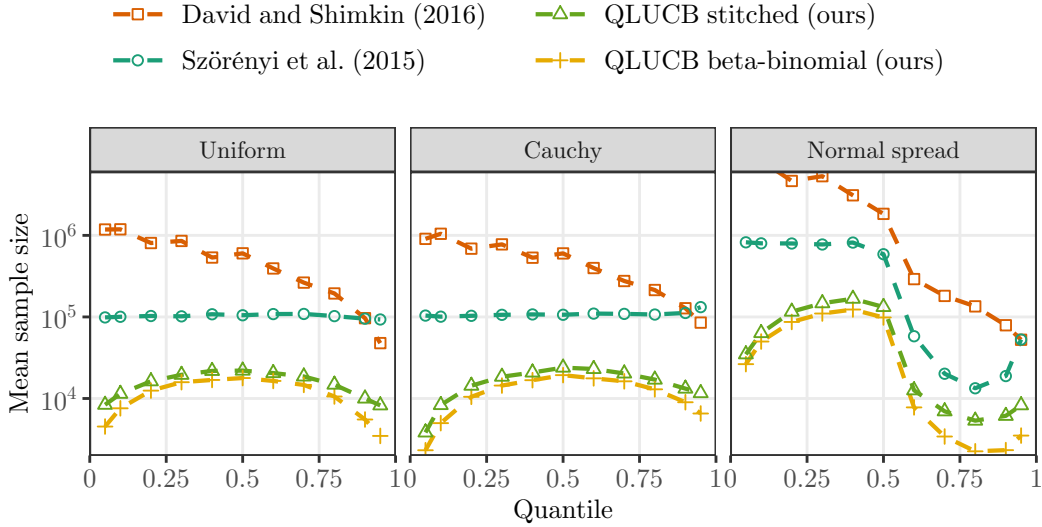 David and Shimkin (2016)
QLUCB stitched (ours)
Szörényi et al. (2015)
QLUCB beta-binomial (ours)
Uniform
Cauchy
Normal spread
Mean sample size
10^6
10^5
10^4
0 0.25 0.5 0.75 1
0 0.25 0.5 0.75 1
0 0.25 0.5 0.75 1
Quantile